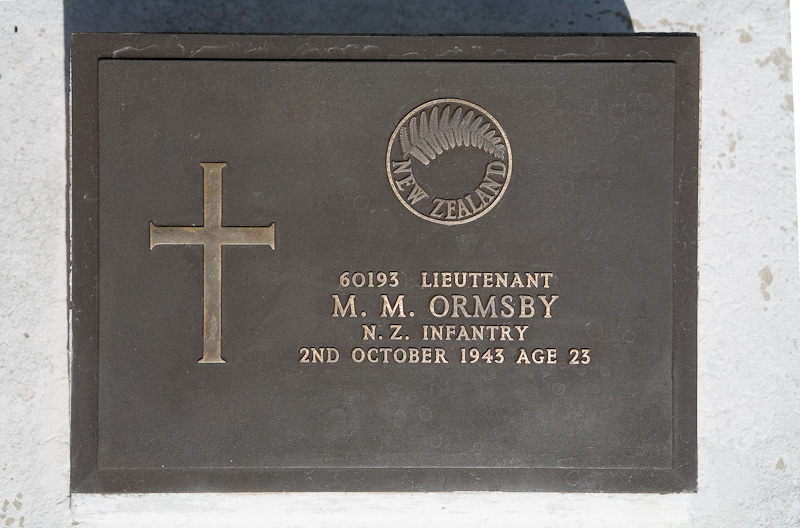 NEW ZEALAND
60193 LIEUTENANT
M. M. ORMSBY
N.Z. INFANTRY
2ND OCTOBER 1943 AGE 23